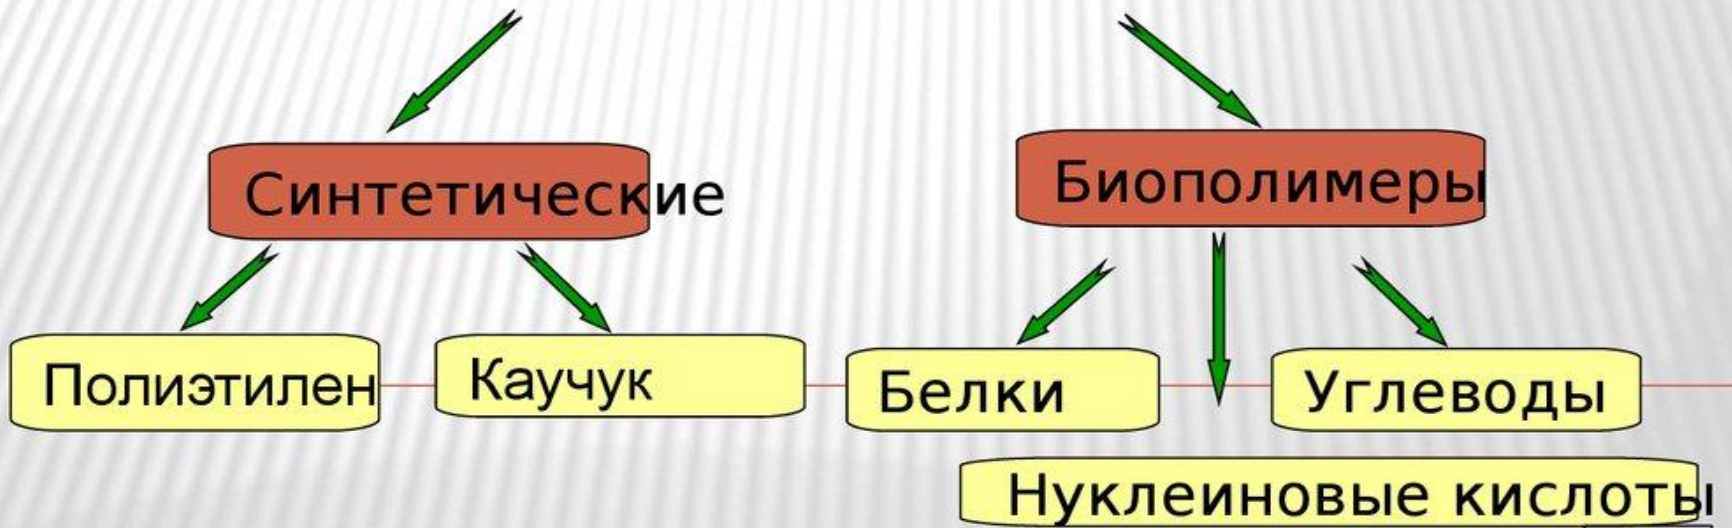 Синтетические
Биополимеры
Полиэтилен
Каучук
Белки
Углеводы
Нуклеиновые кислоты